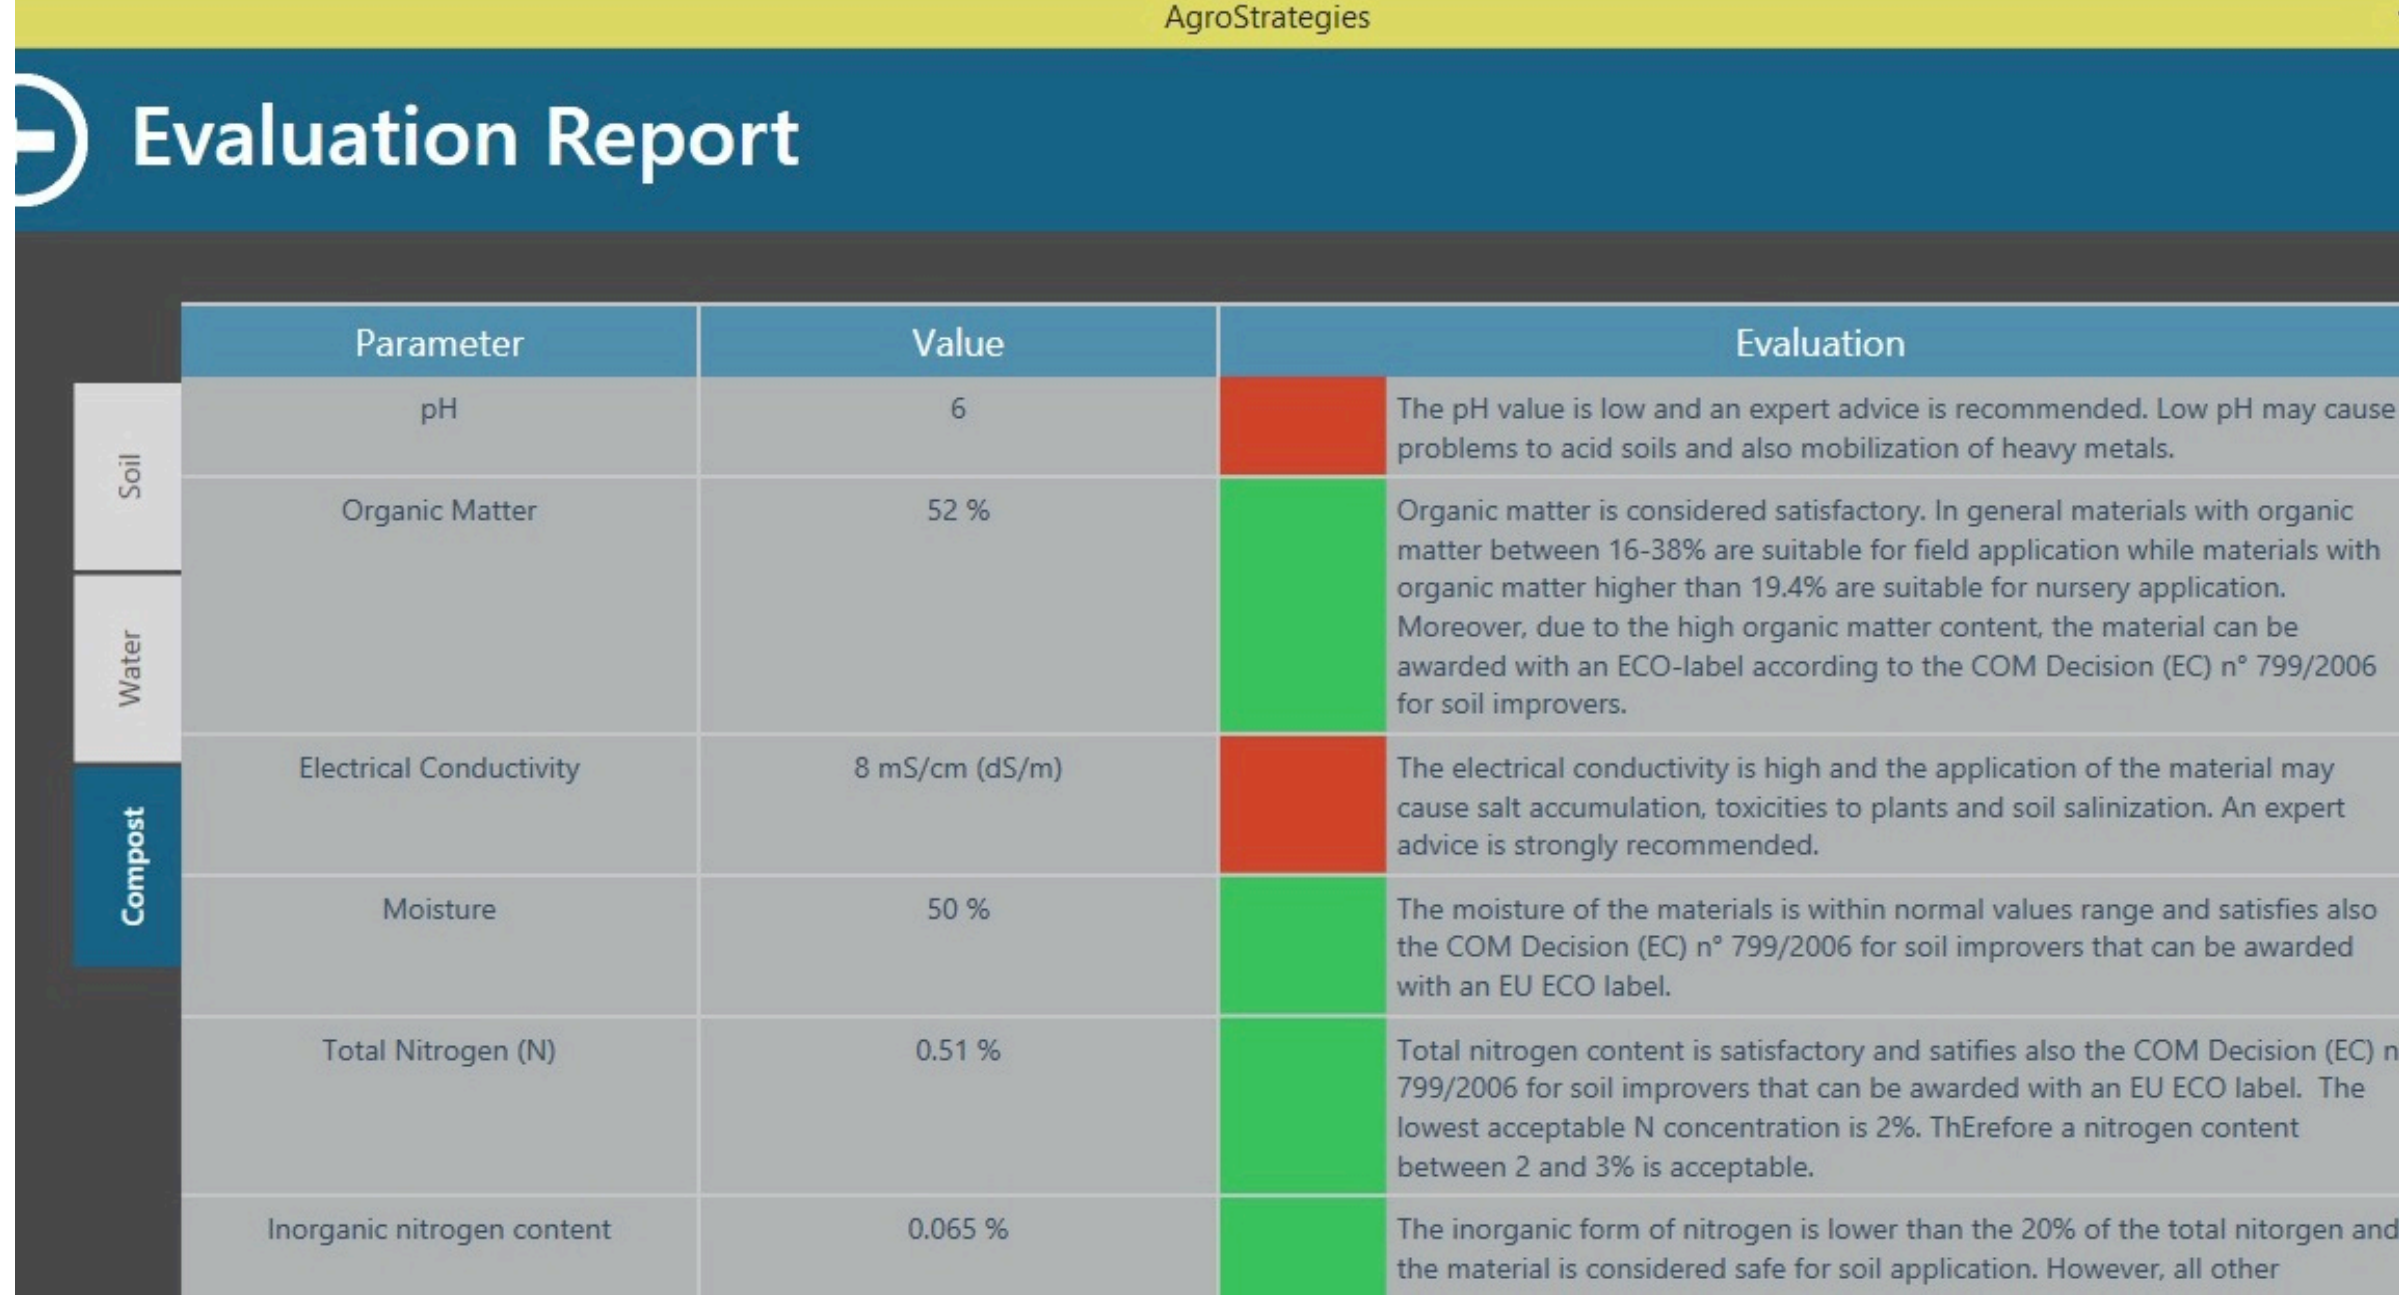 AgroStrategies
Evaluation Report
Parameter Value Evaluation
Soil
Water
Compost
pH 6 The pH value is low and an expert advice is recommended. Low pH may cause
problems to acid soils and also mobilization of heavy metals.
Organic Matter 52 % Organic matter is considered satisfactory. In general materials with organic
matter between 16-38% are suitable for field application while materials with
organic matter higher than 19.4% are suitable for nursery application.
Moreover, due to the high organic matter content, the material can be
awarded with an ECO-label according to the COM Decision (EC) n° 799/2006
for soil improvers.
Electrical Conductivity 8 mS/cm (dS/m) The electrical conductivity is high and the application of the material may
cause salt accumulation, toxicities to plants and soil salinization. An expert
advice is strongly recommended.
Moisture 50 % The moisture of the materials is within normal values range and satisfies also
the COM Decision (EC) n° 799/2006 for soil improvers that can be awarded
with an EU ECO label.
Total Nitrogen (N) 0.51 % Total nitrogen content is satisfactory and satifies also the COM Decision (EC) n
799/2006 for soil improvers that can be awarded with an EU ECO label. The
lowest acceptable N concentration is 2%. ThErefore a nitrogen content
between 2 and 3% is acceptable.
Inorganic nitrogen content 0.065 % The inorganic form of nitrogen is lower than the 20% of the total nitorgen and
the material is considered safe for soil application. However, all other